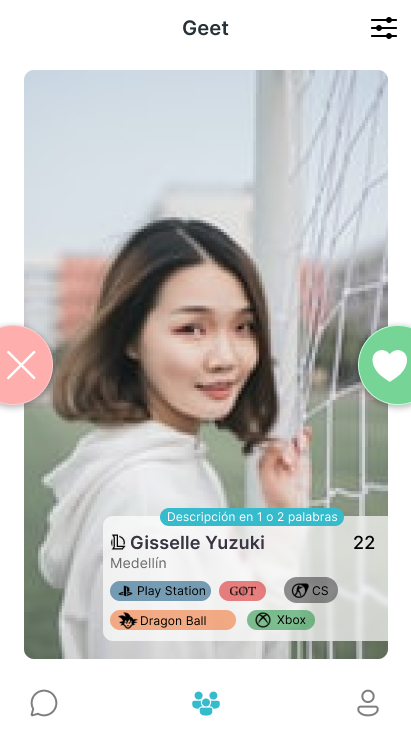 Geet
Descripción en 1 o 2 palabras
Gisselle Yuzuki 22
Medellín
Play Station GOT CS
Dragon Ball Xbox